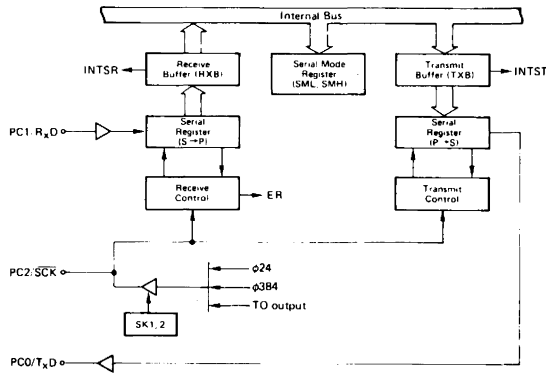 Internal Bus
Receive
Buffer (RXB)
INTSR
Serial Mode
Register
(SML, SMH)
Transmit
Buffer (TXB)
INTST
PC1/RxD
Serial
Register
(S→P)
Serial
Register
(P→S)
Receive
Control
ER
Transmit
Control
PC2/SCK
φ24
φ384
TO output
SK1, 2
PC0/TxD